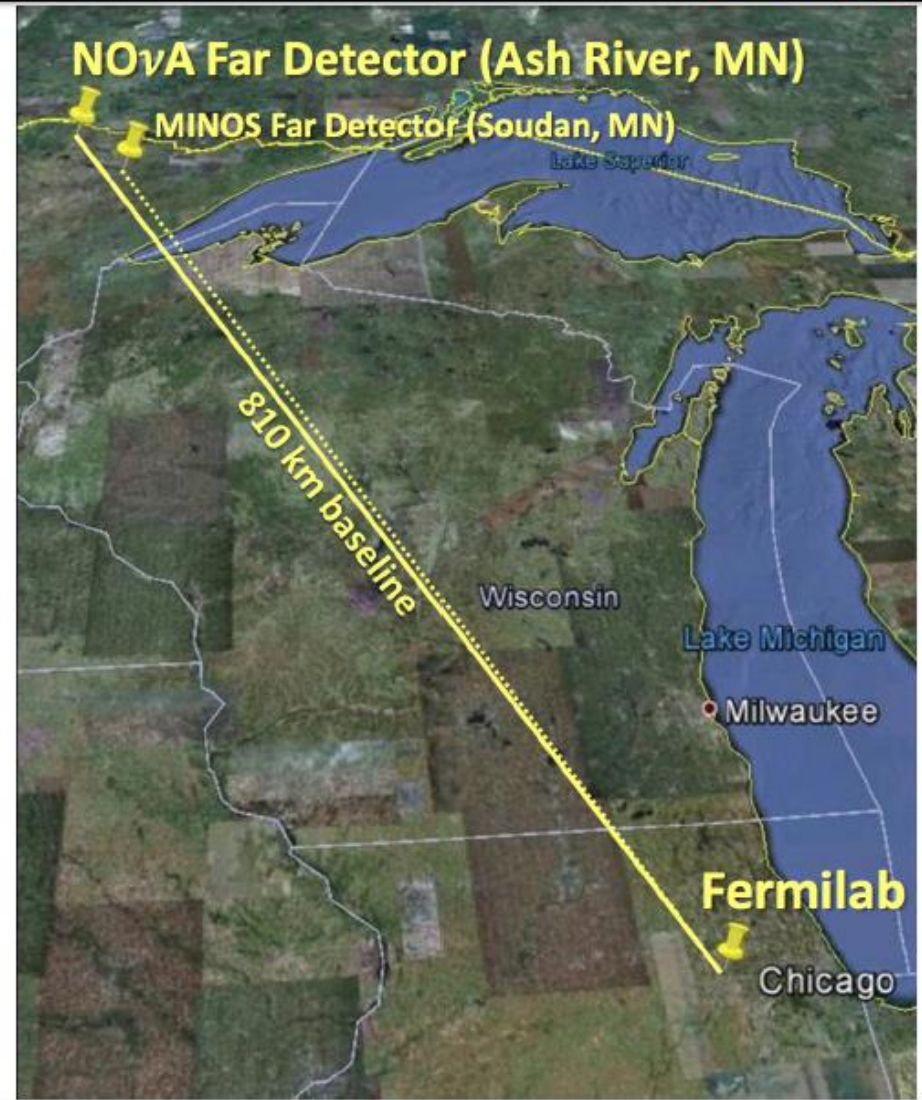 NOνA Far Detector (Ash River, MN)
MINOS Far Detector (Soudan, MN)
Lake Superior
810 km baseline
Wisconsin
Lake Michigan
Milwaukee
Fermilab
Chicago